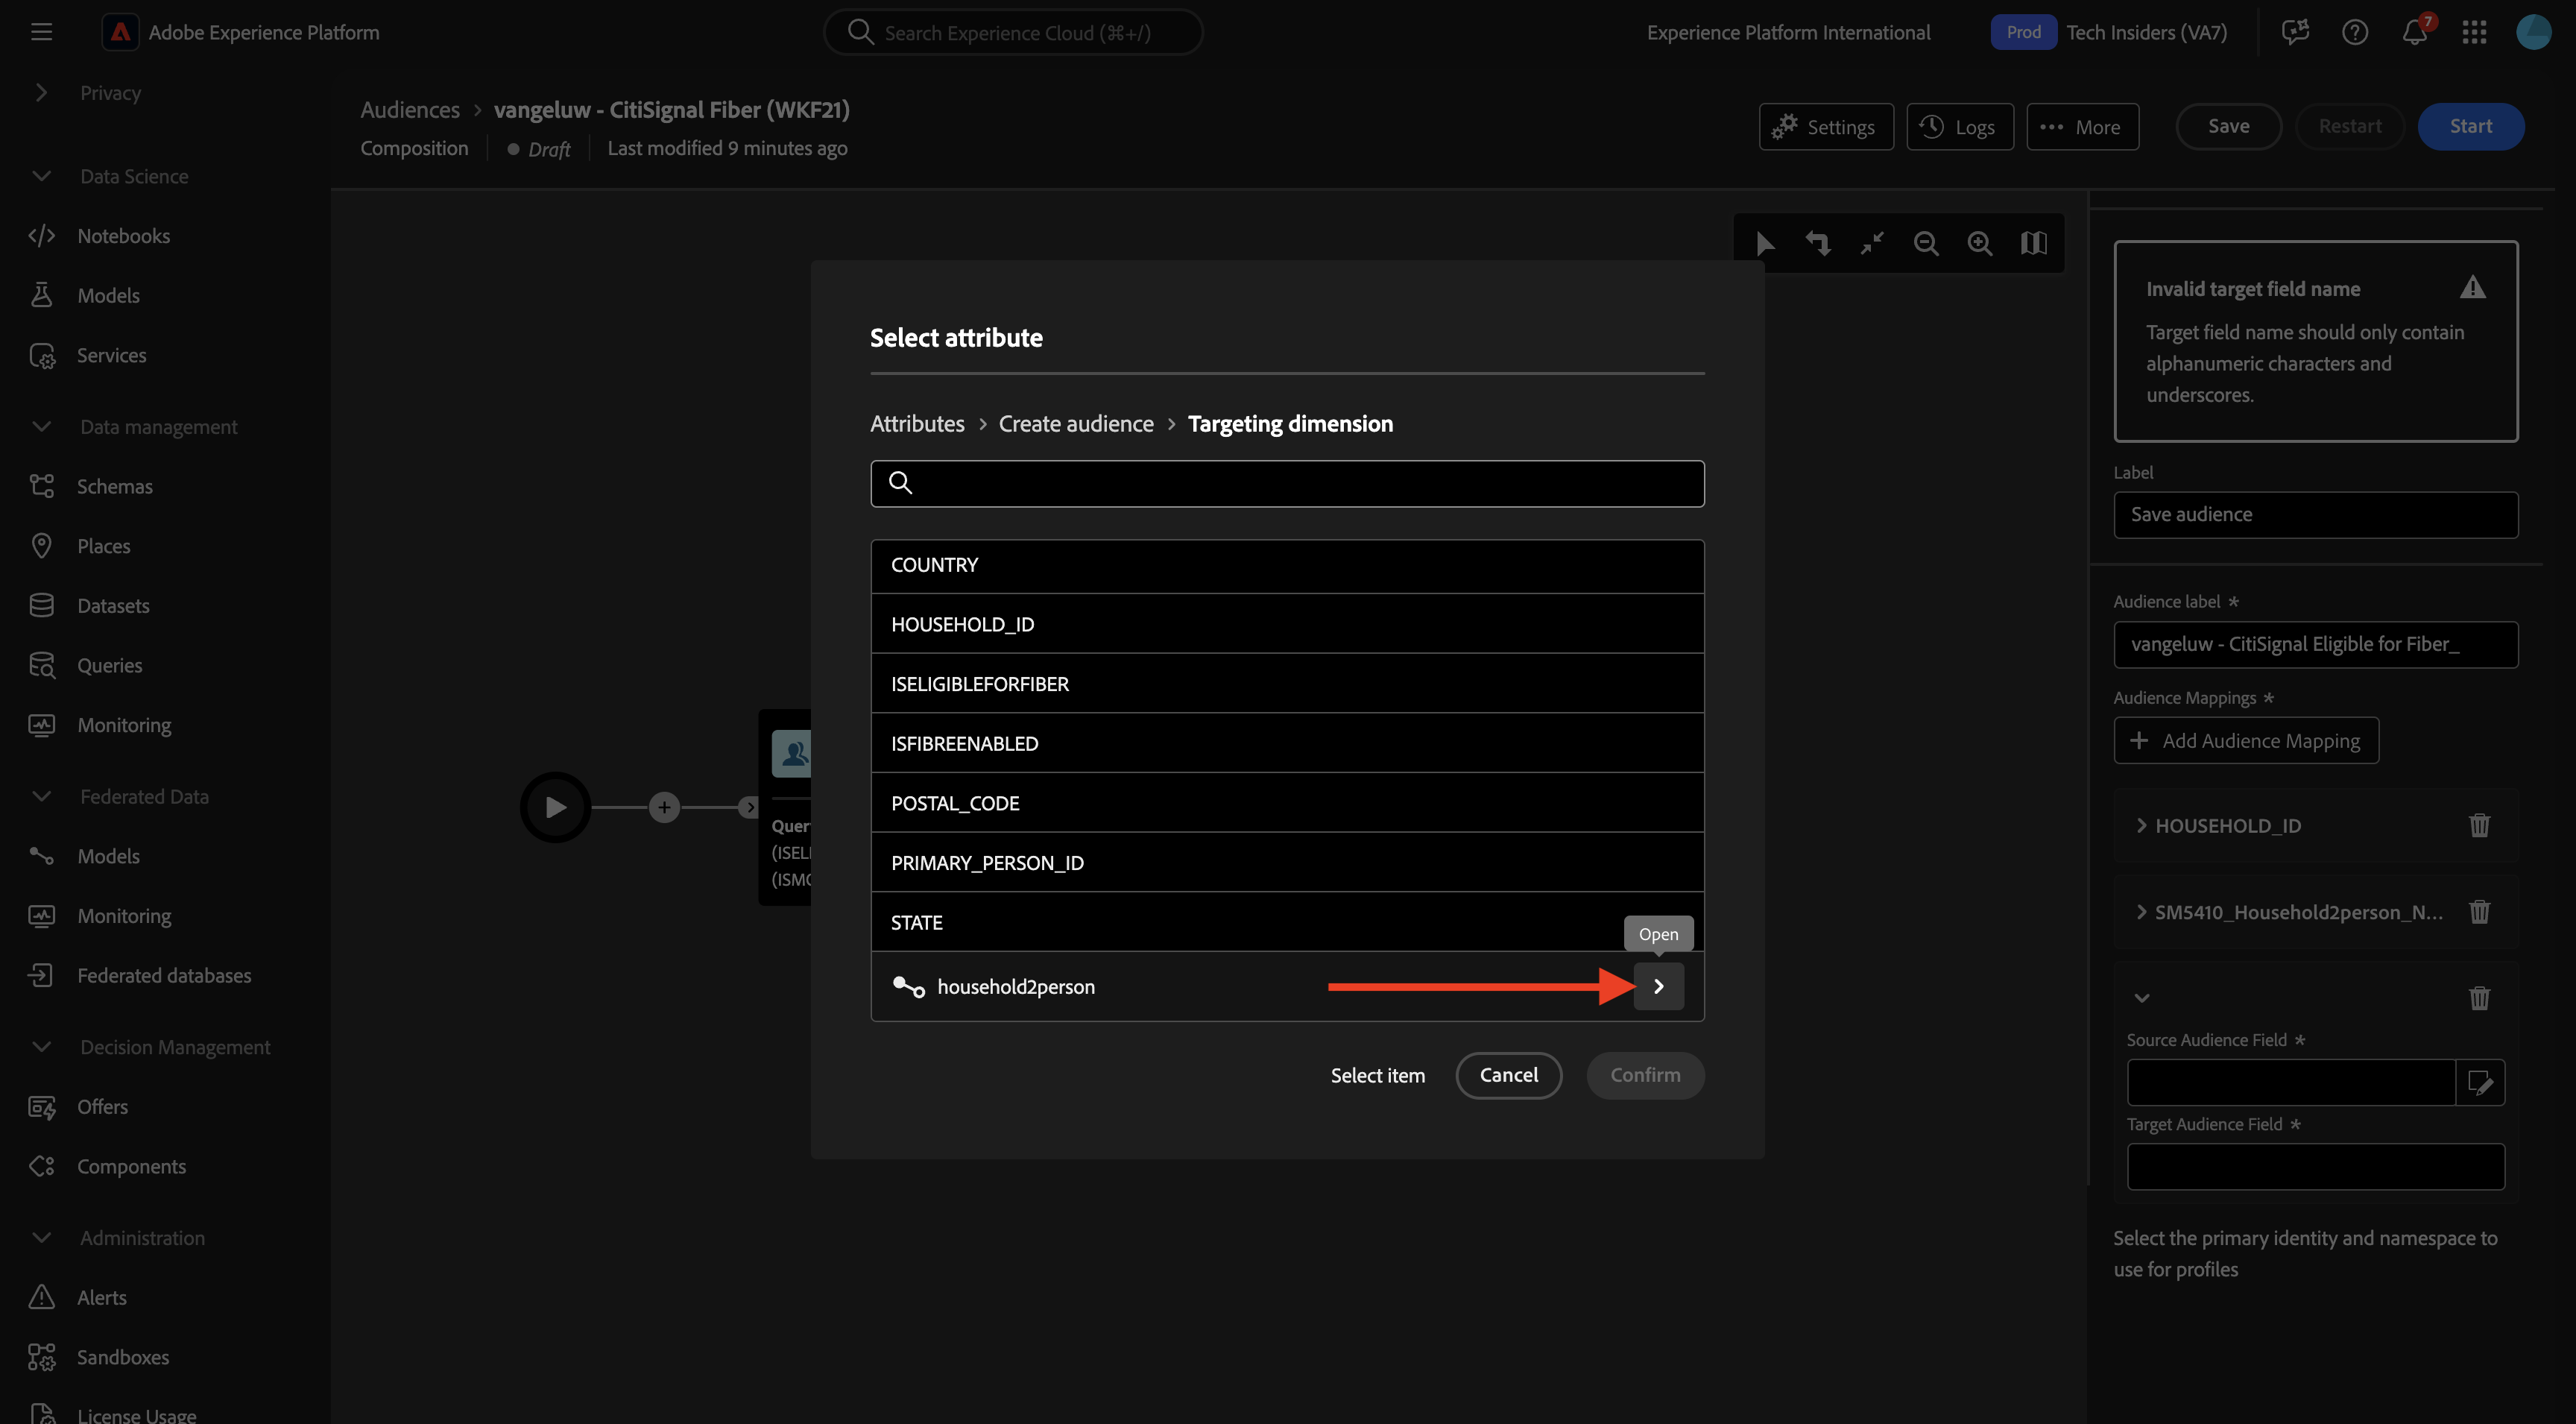 Adobe Experience Platform
Search Experience Cloud (⌘+/)
Experience Platform International
Prod
Tech Insiders (VA7)
7
Privacy
Data Science
Notebooks
Models
Services
Data management
Schemas
Places
Datasets
Queries
Monitoring
Federated Data
Models
Monitoring
Federated databases
Decision Management
Offers
Components
Administration
Alerts
Sandboxes
License Usage
Audiences > vangeluw - CitiSignal Fiber (WKF21)
Composition
Draft
Last modified 9 minutes ago
Settings
Logs
More
Save
Restart
Start
(ISMO
Select attribute
Attributes > Create audience > Targeting dimension
COUNTRY
HOUSEHOLD_ID
ISELIGIBLEFORFIBER
ISFIBREENABLED
POSTAL_CODE
PRIMARY_PERSON_ID
STATE
Open
household2person
Select item
Cancel
Confirm
Invalid target field name
Target field name should only contain
alphanumeric characters and
underscores.
Label
Save audience
Audience label *
vangeluw - CitiSignal Eligible for Fiber_
Audience Mappings *
Add Audience Mapping
HOUSEHOLD_ID
SM5410_Household2person_N...
Source Audience Field *
Target Audience Field *
Select the primary identity and namespace to
use for profiles